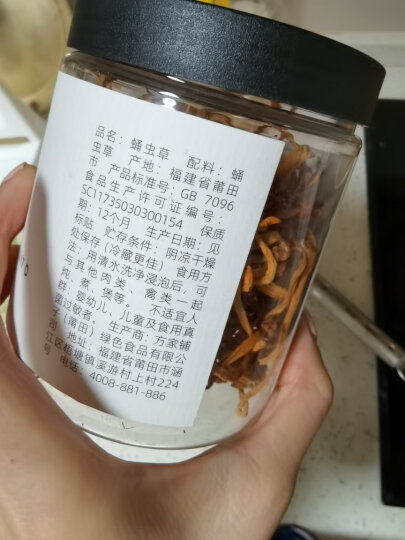 品名：蛹虫草 配料：蛹
虫草 产地：福建省莆田
市 产品标准号：GB 7096
食品生产许可证编号：
SC11735030300154 保质
期：12个月 生产日期：见
标贴 贮存条件：阴凉干燥
处保存（冷藏更佳） 食用方
法：用清水洗净浸泡后，可
与其他肉类、禽类一起
炖、煮、煲等。 不适宜人
群：婴幼儿、儿童及食用真
菌过敏者。 生产商：方家铺
子（莆田）绿色食品有限公
司 地址：福建省莆田市涵
江区梧塘镇溪游村上村224
号 电话：4008-881-886
70